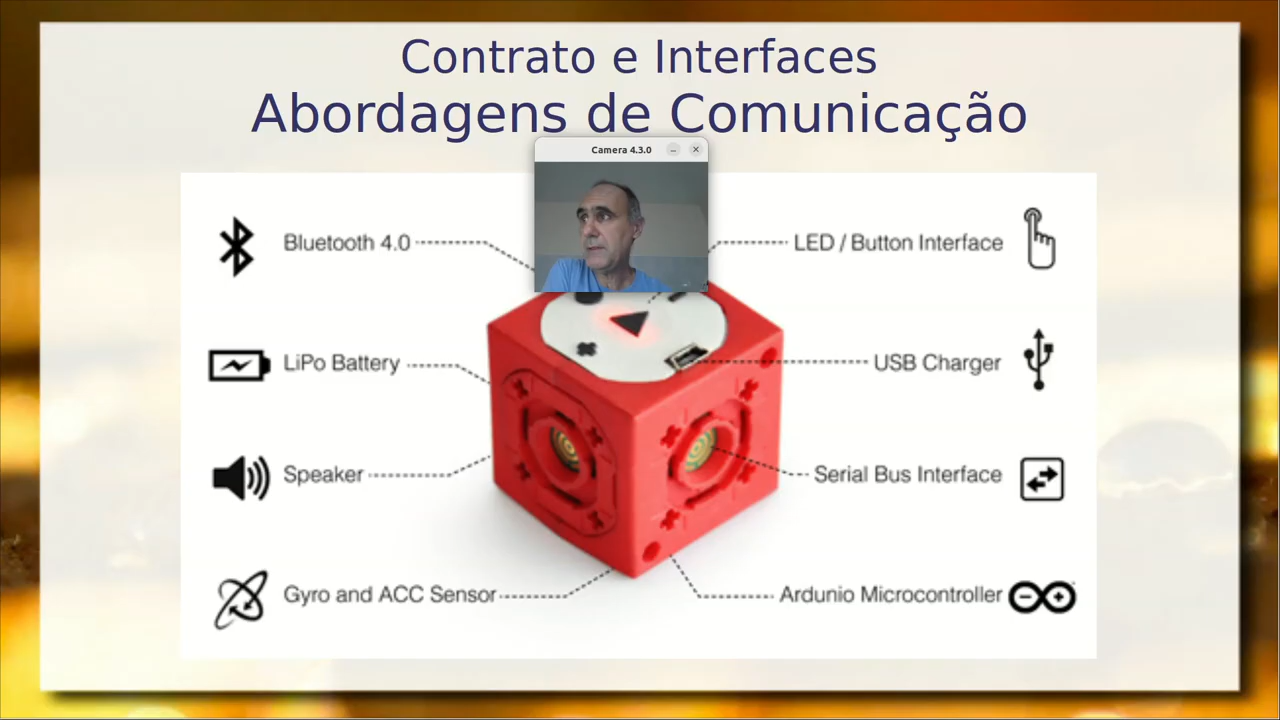 Contrato e Interfaces
Abordagens de Comunicação
Camera 4.3.0
Bluetooth 4.0
LED / Button Interface
LiPo Battery
USB Charger
Speaker
Serial Bus Interface
Gyro and ACC Sensor
Ardunio Microcontroller